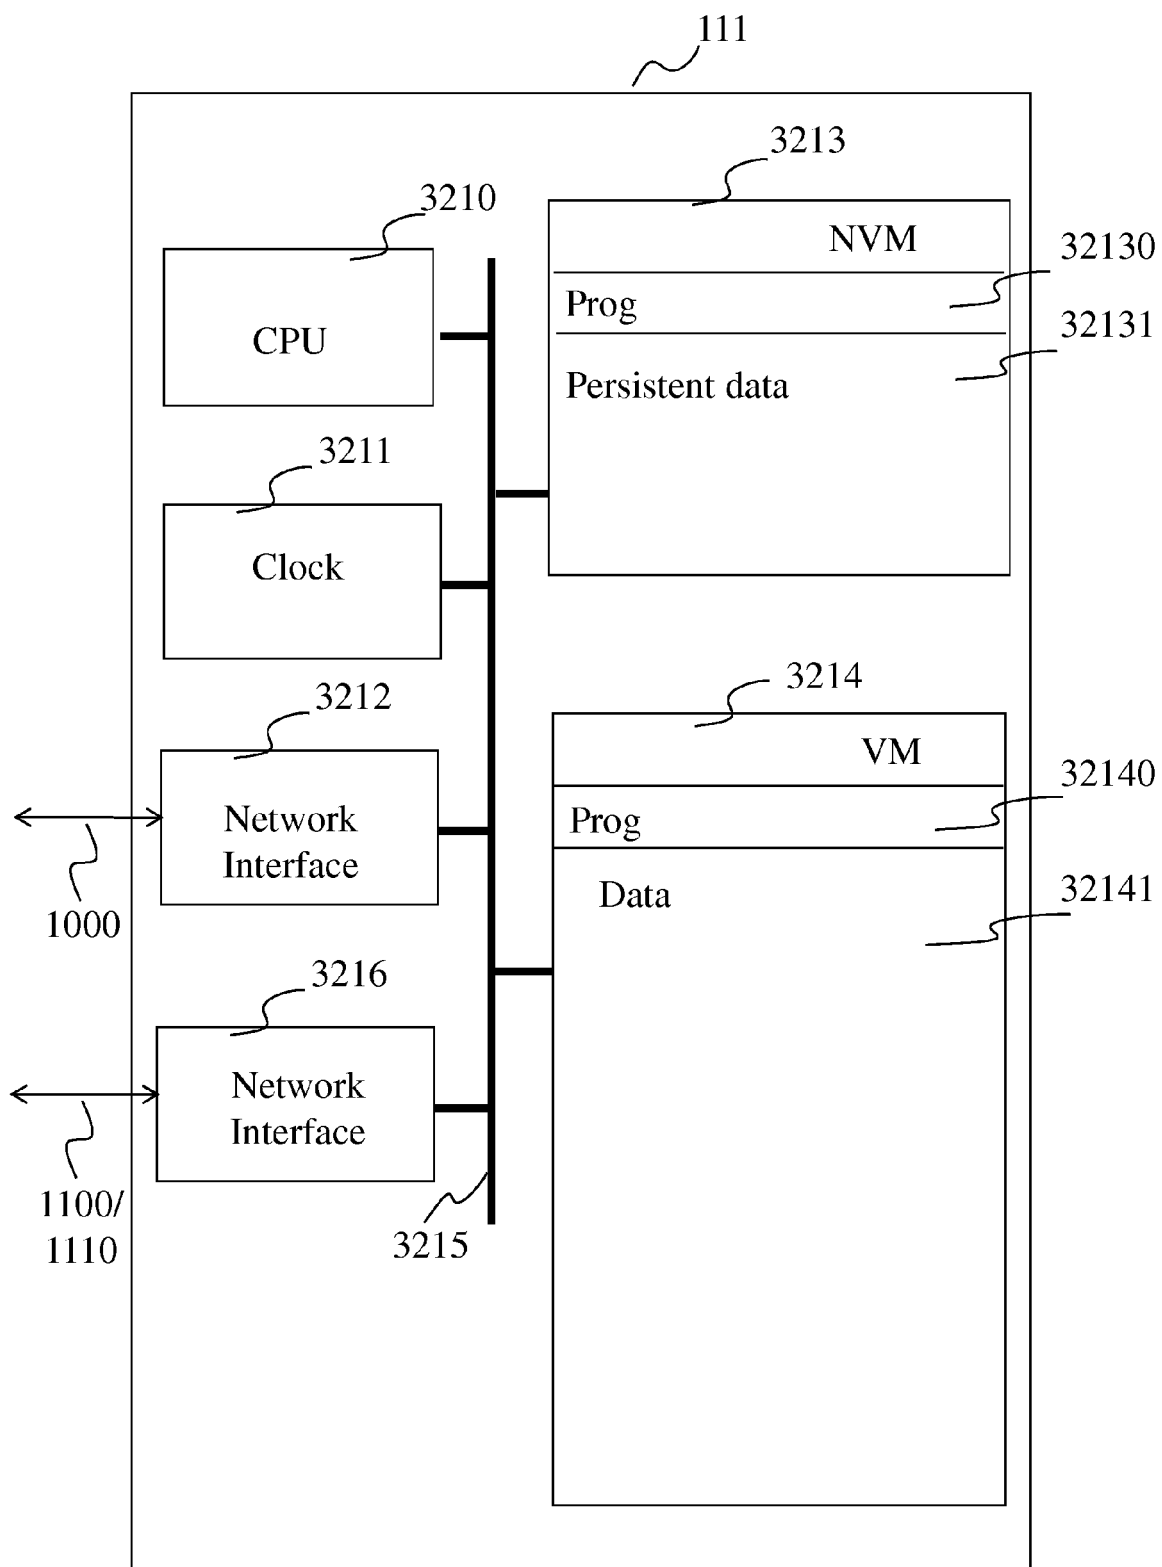 111
3213
3210
NVM
32130
Prog
32131
CPU
Persistent data
3211
Clock
3214
3212
VM
32140
Network
Interface
Prog
32141
Data
1000
3216
Network
Interface
1100/
1110
3215